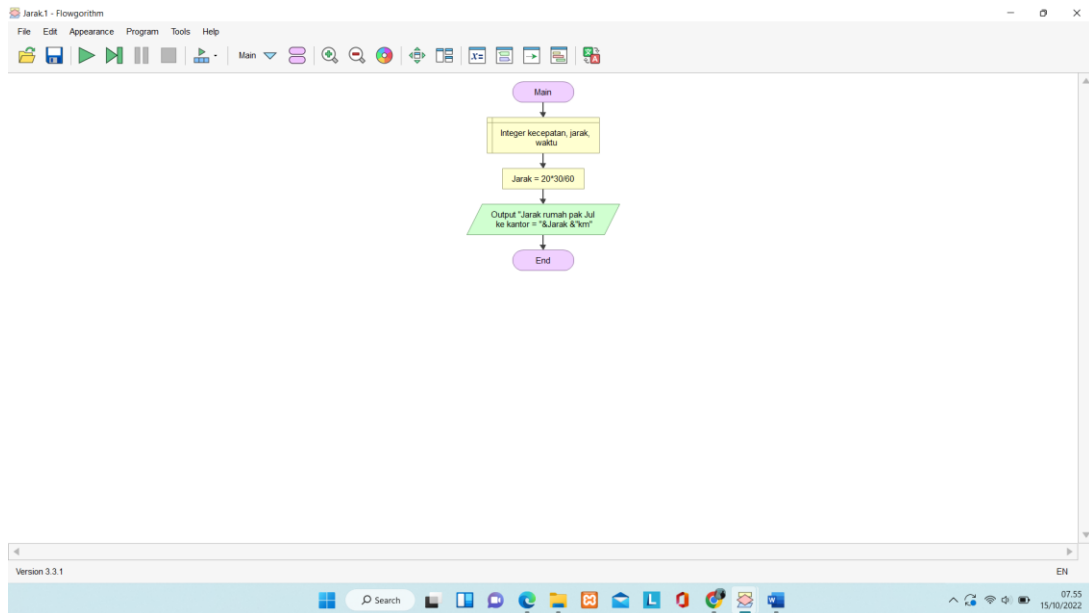 Jarak.1 - Flowgorithm
File Edit Appearance Program Tools Help
Main
Main
Integer kecepatan, jarak,
waktu
Jarak = 20*30/60
Output "Jarak rumah pak Jul
ke kantor = "&Jarak &"km"
End
Version 3.3.1
EN
Search
07.55
15/10/2022